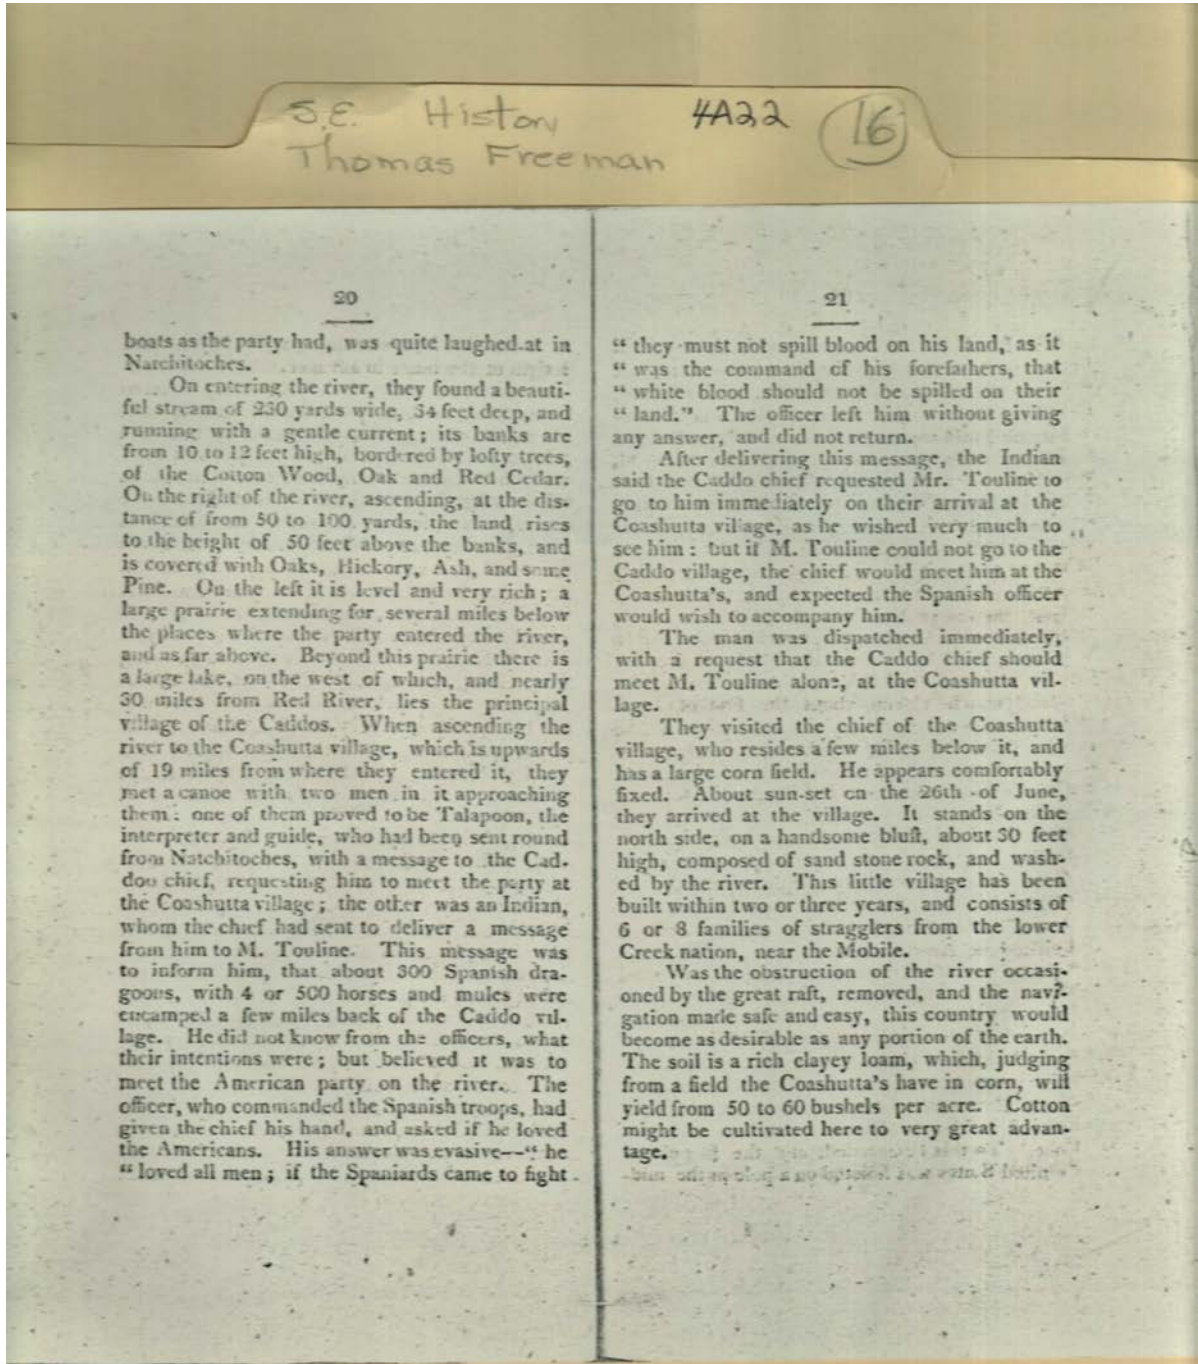 S.E. History 4A22 16
Thomas Freeman
20
boats as the party had, was quite laughed at in
Natchitoches.
On entering the river, they found a beauti-
ful stream of 230 yards wide, 34 feet deep, and
running with a gentle current; its banks are
from 10 to 12 feet high, bordered by lofty trees,
of the Cotton Wood, Oak and Red Cedar.
On the right of the river, ascending, at the dis-
tance of from 50 to 100 yards, the land rises
to the height of 50 feet above the banks, and
is covered with Oaks, Hickory, Ash, and some
Pine. On the left it is level and very rich; a
large prairie extending for several miles below
the places where the party entered the river,
and as far above. Beyond this prairie there is
a large lake, on the west of which, and nearly
30 miles from Red River, lies the principal
village of the Caddos. When ascending the
river to the Coashutta village, which is upwards
of 19 miles from where they entered it, they
met a canoe with two men in it approaching
them: one of them proved to be Talapoon, the
interpreter and guide, who had been sent round
from Natchitoches, with a message to the Cad-
do chief, requesting him to meet the party at
the Coashutta village; the other was an Indian,
whom the chief had sent to deliver a message
from him to M. Touline. This message was
to inform him, that about 300 Spanish dra-
goons, with 4 or 500 horses and mules were
encamped a few miles back of the Caddo vil-
lage. He did not know from the officers, what
their intentions were; but believed it was to
meet the American party on the river. The
officer, who commanded the Spanish troops, had
given the chief his hand, and asked if he loved
the Americans. His answer was evasive--"he
"loved all men; if the Spaniards came to fight
21
"they must not spill blood on his land, as it
"was the command of his forefathers, that
"white blood should not be spilled on their
"land." The officer left him without giving
any answer, and did not return.
After delivering this message, the Indian
said the Caddo chief requested Mr. Touline to
go to him immediately on their arrival at the
Coashutta village, as he wished very much to
see him: but if M. Touline could not go to the
Caddo village, the chief would meet him at the
Coashutta's, and expected the Spanish officer
would wish to accompany him.
The man was dispatched immediately,
with a request that the Caddo chief should
meet M. Touline alone, at the Coashutta vil-
lage.
They visited the chief of the Coashutta
village, who resides a few miles below it, and
has a large corn field. He appears comfortably
fixed. About sun-set on the 26th of June,
they arrived at the village. It stands on the
north side, on a handsome bluff, about 30 feet
high, composed of sand stone rock, and wash-
ed by the river. This little village has been
built within two or three years, and consists of
6 or 8 families of stragglers from the lower
Creek nation, near the Mobile.
Was the obstruction of the river occasi-
oned by the great raft, removed, and the navi-
gation made safe and easy, this country would
become as desirable as any portion of the earth.
The soil is a rich clayey loam, which, judging
from a field the Coashutta's have in corn, will
yield from 50 to 60 bushels per acre. Cotton
might be cultivated here to very great advan-
tage.